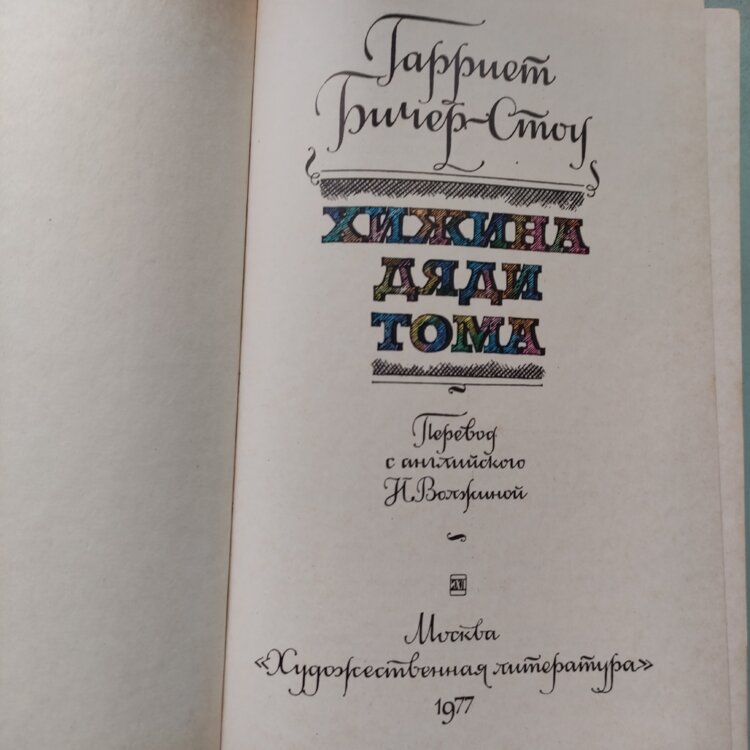 Гарриет
Бичер-Стоу
ХИЖИНА
ДЯДИ
ТОМА
Перевод
с английского
Н. Волжиной
Москва
«Художественная литература»
1977